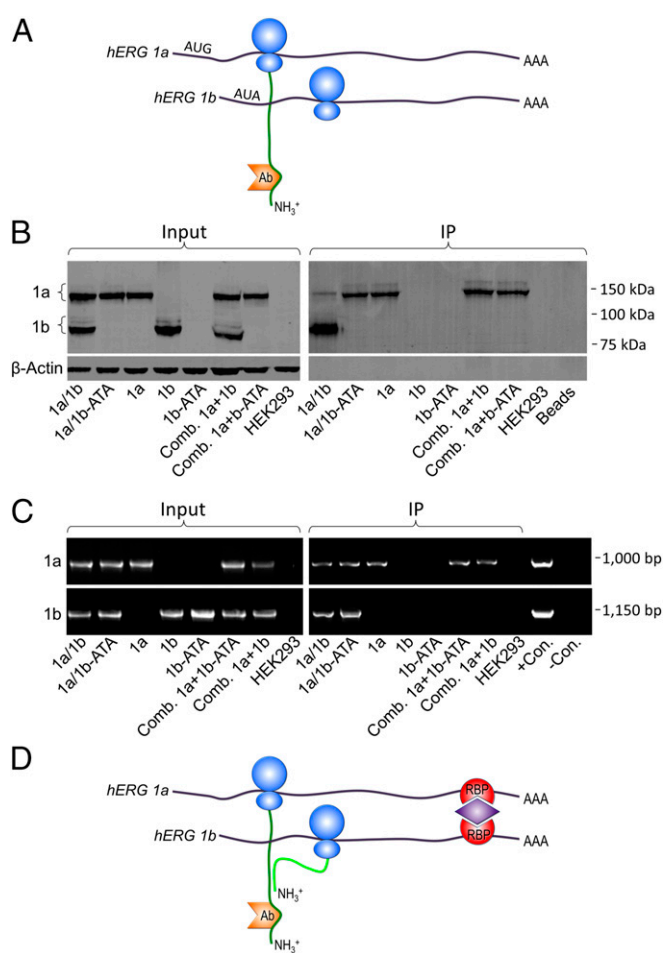 A
hERG 1a AUG AAA
hERG 1b AUA AAA
Ab
NH3+
B
Input IP
1a 150 kDa
100 kDa
1b 75 kDa
β-Actin
1a/1b 1a/1b-ATA 1a 1b 1b-ATA Comb. 1a+1b Comb. 1a+b-ATA HEK293 1a/1b 1a/1b-ATA 1a 1b 1b-ATA Comb. 1a+1b Comb. 1a+b-ATA HEK293 Beads
C
Input IP
1a 1,000 bp
1b 1,150 bp
1a/1b 1a/1b-ATA 1a 1b 1b-ATA Comb. 1a+1b-ATA Comb. 1a+1b HEK293 1a/1b 1a/1b-ATA 1a 1b 1b-ATA Comb. 1a+1b-ATA Comb. 1a+1b HEK293 +Con. -Con.
D
hERG 1a RBP AAA
hERG 1b RBP AAA
NH3+
Ab
NH3+